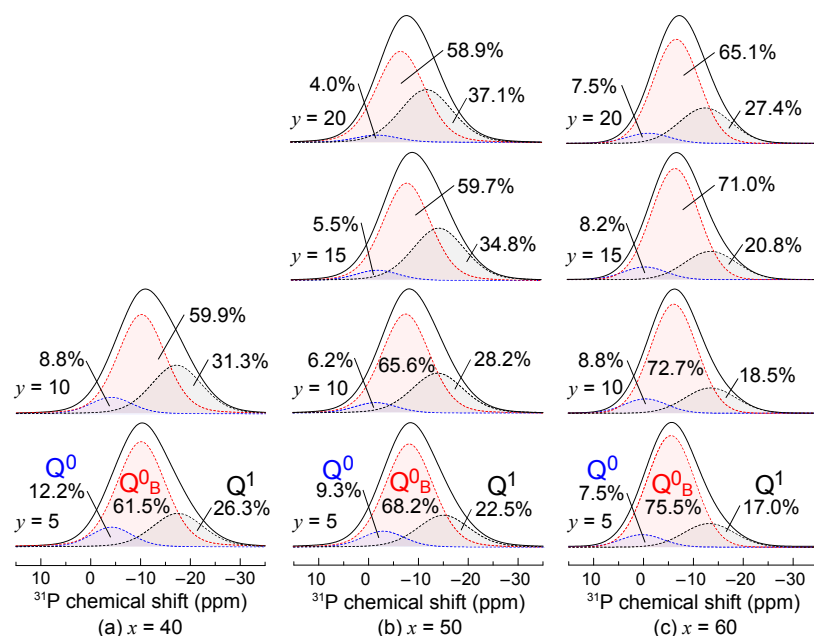 58.9%
4.0%
37.1%
y = 20
65.1%
7.5%
27.4%
y = 20
59.7%
5.5%
34.8%
y = 15
71.0%
8.2%
20.8%
y = 15
59.9%
8.8%
31.3%
y = 10
6.2%
65.6%
28.2%
y = 10
8.8%
72.7%
18.5%
y = 10
Q⁰
12.2%
Q⁰_B
61.5%
Q¹
26.3%
y = 5
Q⁰
9.3%
Q⁰_B
68.2%
Q¹
22.5%
y = 5
Q⁰
7.5%
Q⁰_B
75.5%
Q¹
17.0%
y = 5
10 0 −10 −20 −30
10 0 −10 −20 −30
10 0 −10 −20 −30
³¹P chemical shift (ppm)
³¹P chemical shift (ppm)
³¹P chemical shift (ppm)
(a) x = 40
(b) x = 50
(c) x = 60